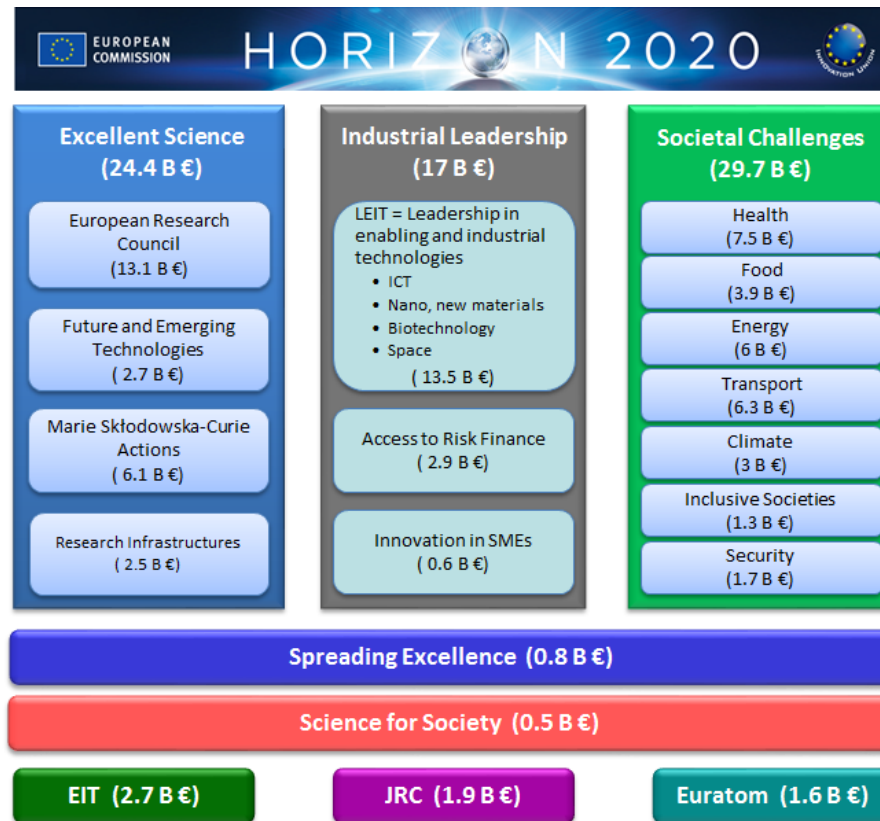 EUROPEAN
COMMISSION
HORIZON 2020
INNOVATION UNION
Excellent Science
(24.4 B €)
European Research
Council
(13.1 B €)
Future and Emerging
Technologies
( 2.7 B €)
Marie Skłodowska-Curie
Actions
( 6.1 B €)
Research Infrastructures
( 2.5 B €)
Industrial Leadership
(17 B €)
LEIT = Leadership in
enabling and industrial
technologies
• ICT
• Nano, new materials
• Biotechnology
• Space
( 13.5 B €)
Access to Risk Finance
( 2.9 B €)
Innovation in SMEs
( 0.6 B €)
Societal Challenges
(29.7 B €)
Health
(7.5 B €)
Food
(3.9 B €)
Energy
(6 B €)
Transport
(6.3 B €)
Climate
(3 B €)
Inclusive Societies
(1.3 B €)
Security
(1.7 B €)
Spreading Excellence (0.8 B €)
Science for Society (0.5 B €)
EIT (2.7 B €)
JRC (1.9 B €)
Euratom (1.6 B €)